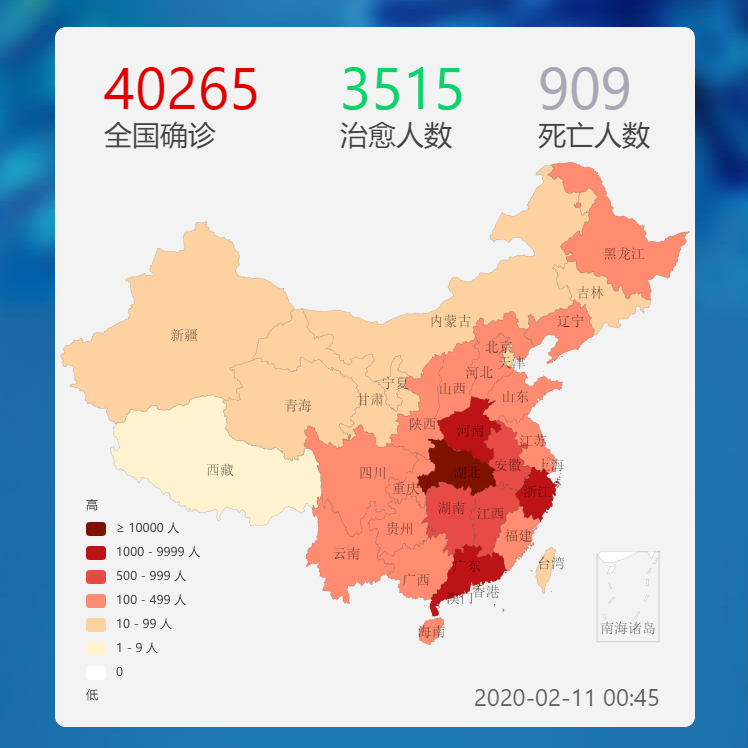 40265 3515 909
全国确诊 治愈人数 死亡人数
黑龙江
吉林
内蒙古 辽宁
新疆
北京
天津
宁夏 河北
山西
青海 甘肃 山东
陕西 河南
江苏
西藏 四川 湖北 安徽 上海
重庆 浙江
高
湖南 江西
≥ 10000 人
贵州 福建
1000 - 9999 人
云南 广东 台湾
500 - 999 人
广西
香港
100 - 499 人
澳门
10 - 99 人
海南 南海诸岛
1 - 9 人
0
低
2020-02-11 00:45